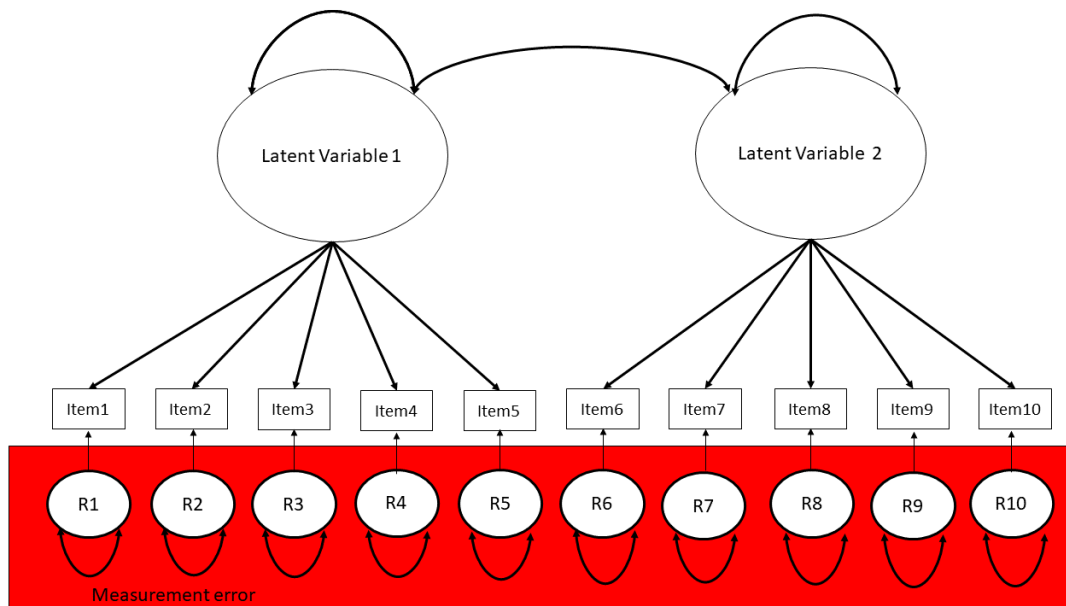 Latent Variable 1
Latent Variable 2
Item1
Item2
Item3
Item4
Item5
Item6
Item7
Item8
Item9
Item10
R1
R2
R3
R4
R5
R6
R7
R8
R9
R10
Measurement error